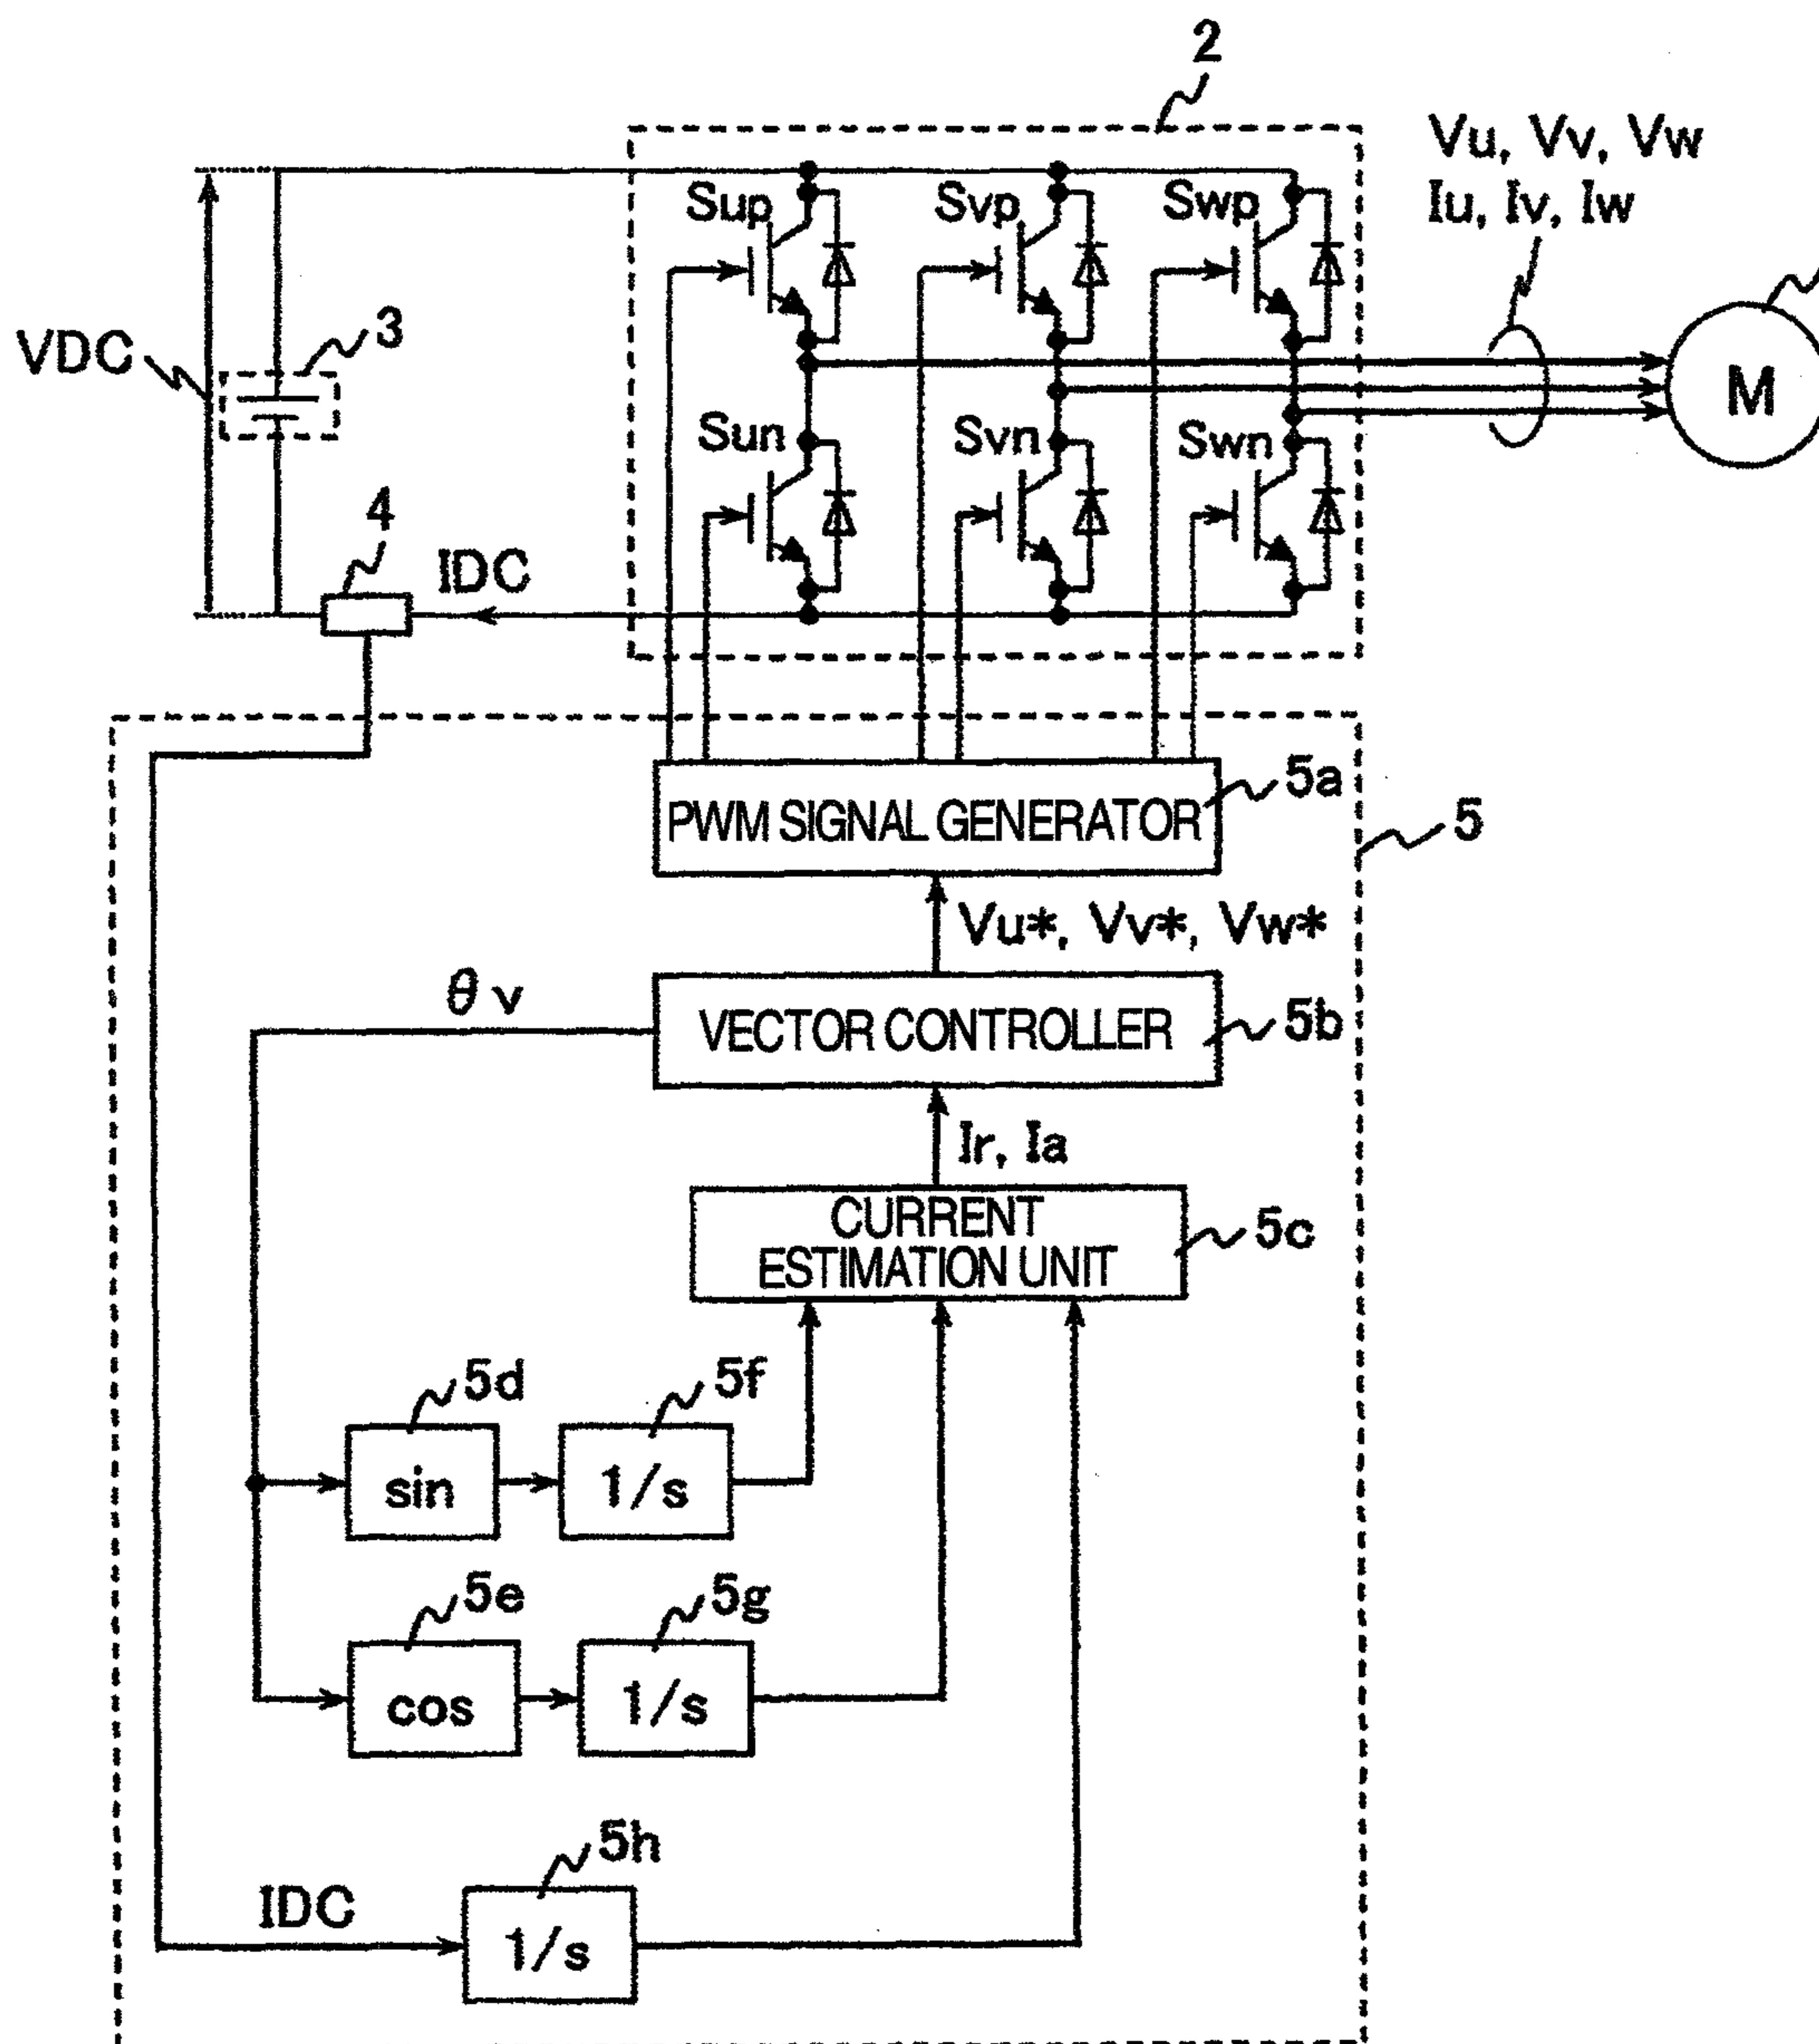 2
Vu, Vv, Vw
Iu, Iv, Iw
Sup
Svp
Swp
VDC
3
M
Sun
Svn
Swn
4
IDC
PWM SIGNAL GENERATOR
5a
5
Vu*, Vv*, Vw*
θv
VECTOR CONTROLLER
5b
Ir, Ia
CURRENT
ESTIMATION UNIT
5c
5d
5f
sin
1/s
5e
5g
cos
1/s
5h
IDC
1/s